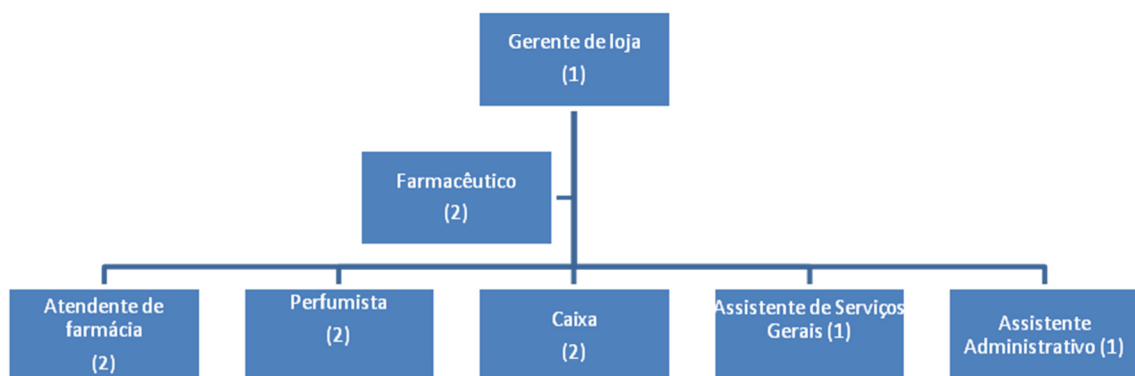 Gerente de loja
(1)
Farmacêutico
(2)
Atendente de
farmácia
(2)
Perfumista
(2)
Caixa
(2)
Assistente de Serviços
Gerais (1)
Assistente
Administrativo (1)